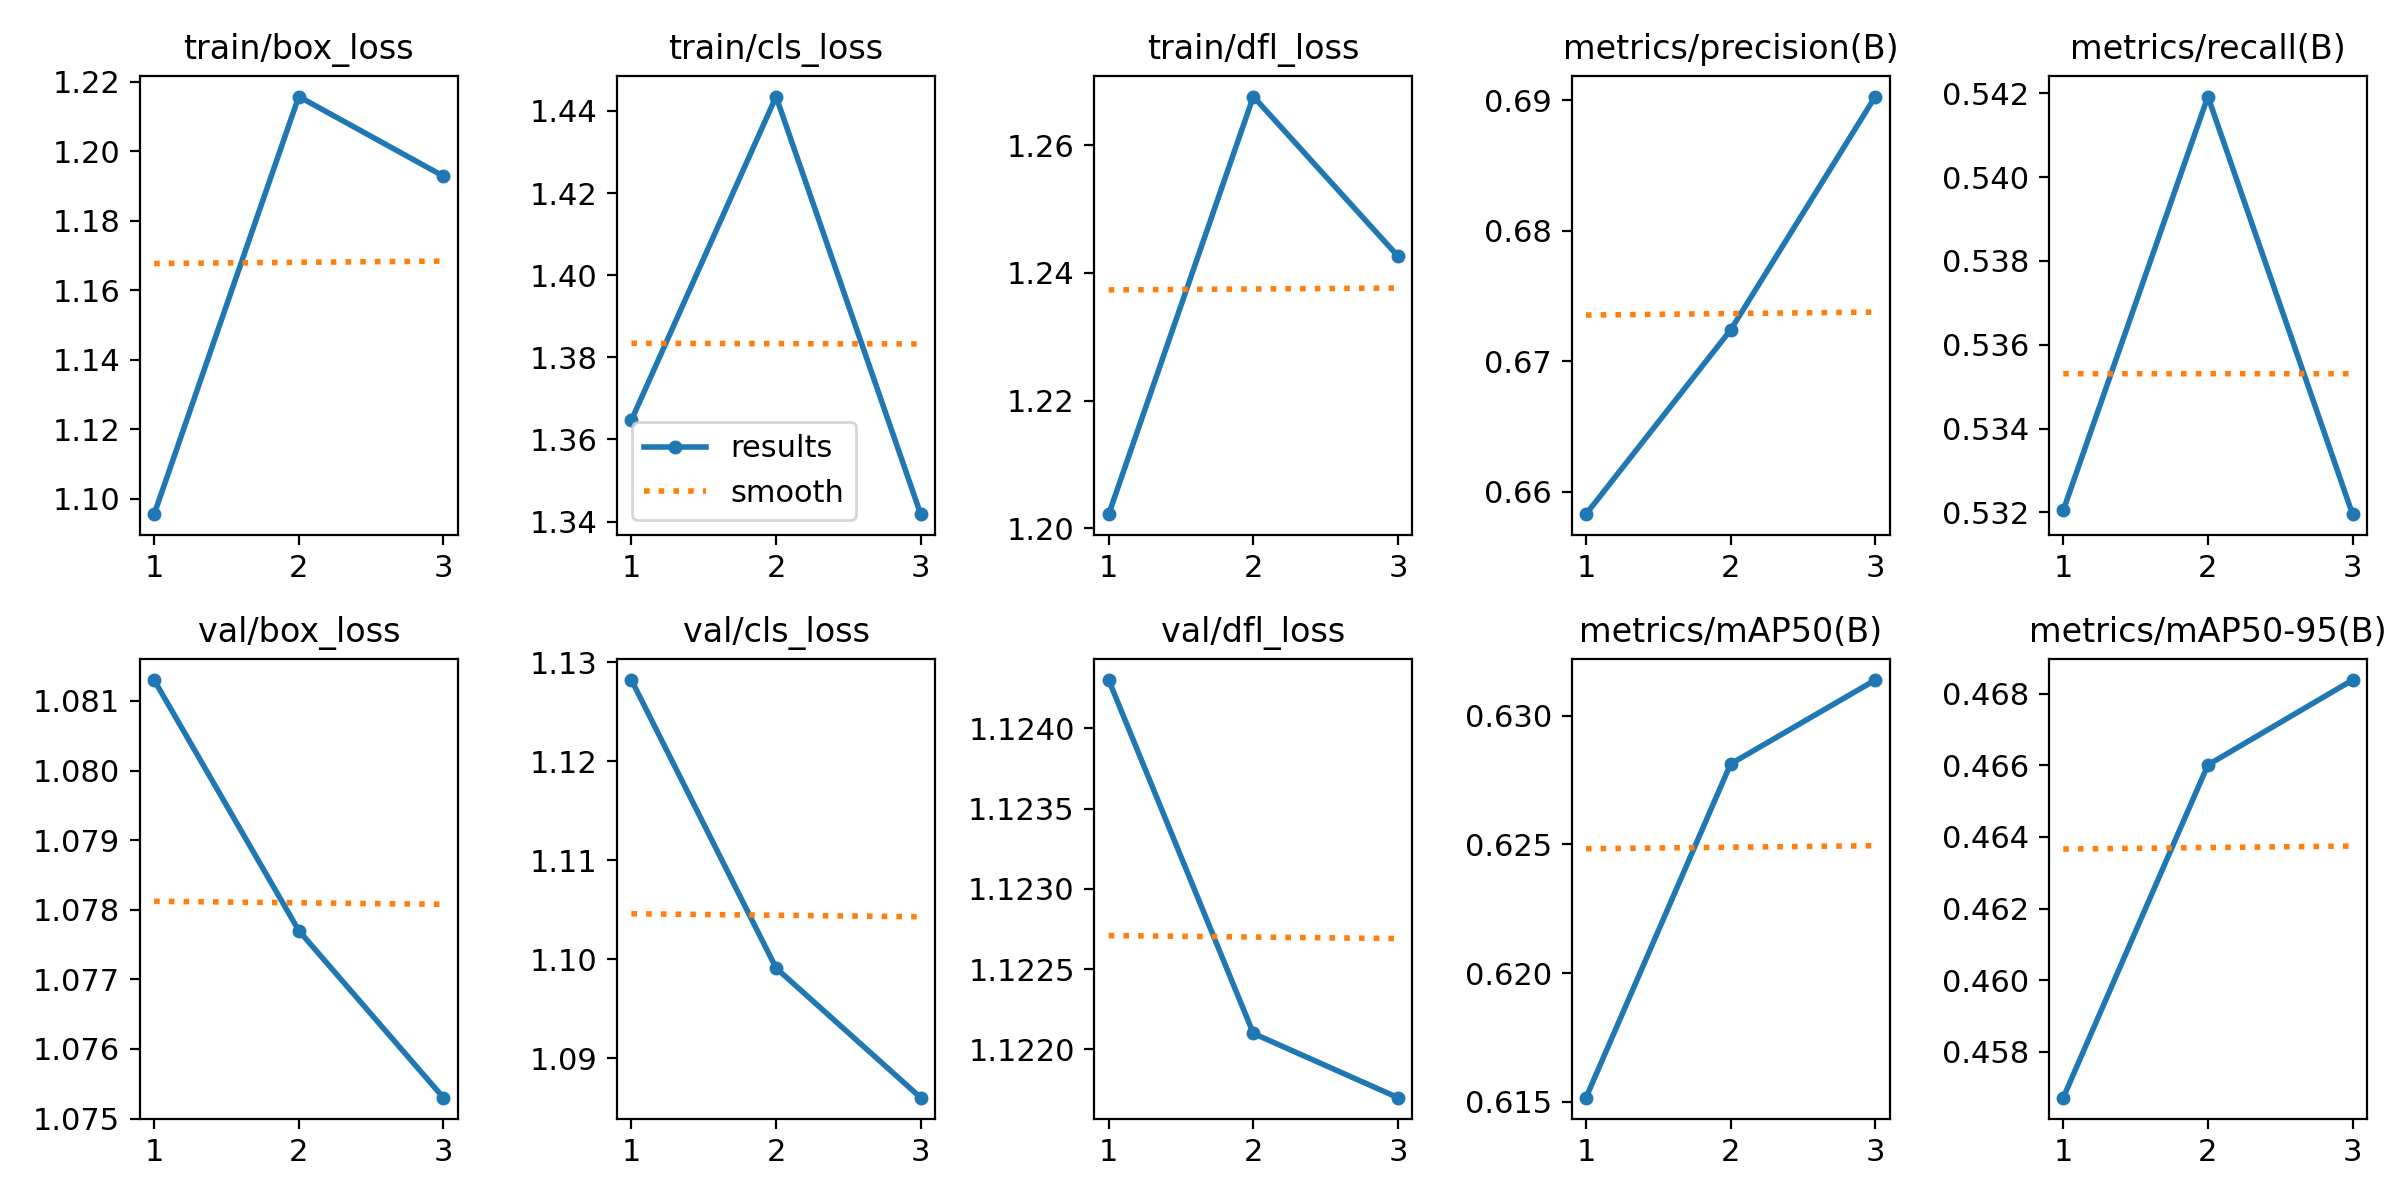 train/box_loss
1.22
1.20
1.18
1.16
1.14
1.12
1.10
1 2 3
train/cls_loss
1.44
1.42
1.40
1.38
1.36
1.34
results
smooth
1 2 3
train/dfl_loss
1.26
1.24
1.22
1.20
1 2 3
metrics/precision(B)
0.69
0.68
0.67
0.66
1 2 3
metrics/recall(B)
0.542
0.540
0.538
0.536
0.534
0.532
1 2 3
val/box_loss
1.081
1.080
1.079
1.078
1.077
1.076
1.075
1 2 3
val/cls_loss
1.13
1.12
1.11
1.10
1.09
1 2 3
val/dfl_loss
1.1240
1.1235
1.1230
1.1225
1.1220
1 2 3
metrics/mAP50(B)
0.630
0.625
0.620
0.615
1 2 3
metrics/mAP50-95(B)
0.468
0.466
0.464
0.462
0.460
0.458
1 2 3